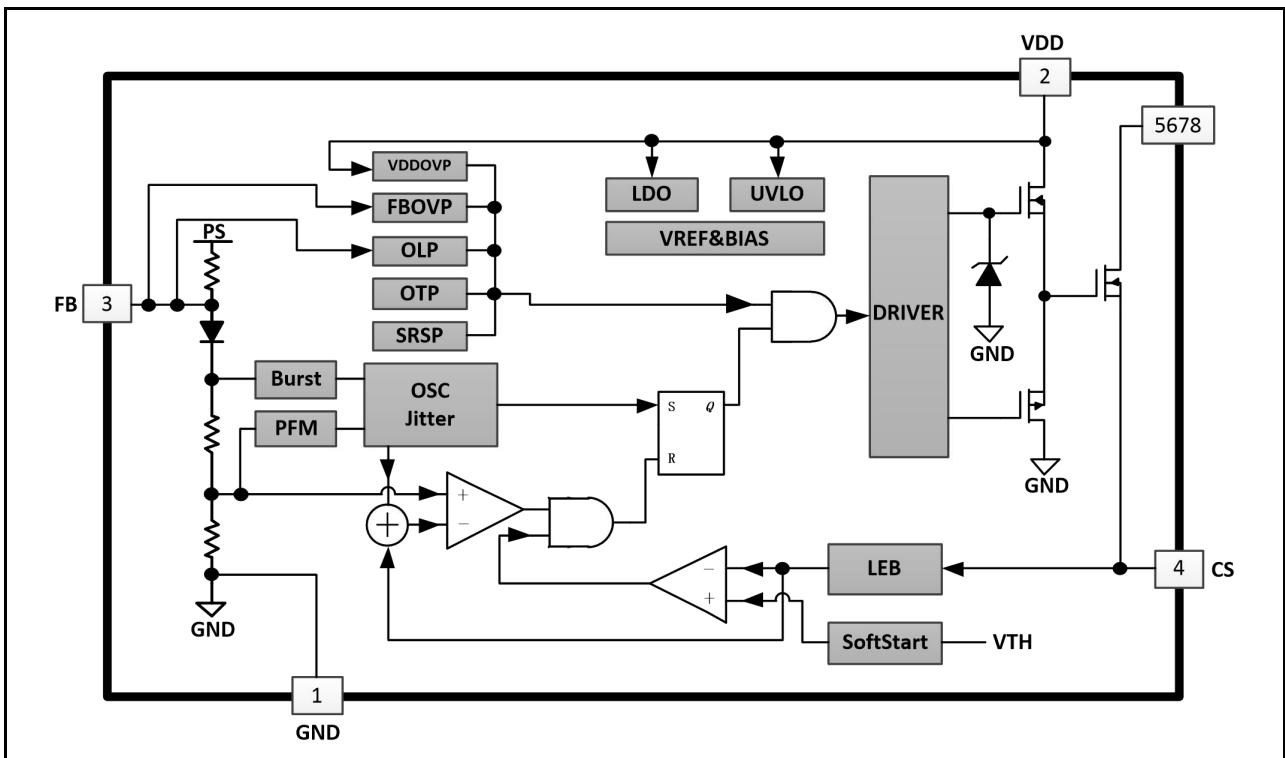 VDD
2
5678
VDDOVP
LDO
UVLO
FBOVP
VREF&BIAS
PS
OLP
OTP
FB
3
DRIVER
SRSP
GND
Burst
OSC
Jitter
PFM
S
Q
R
GND
+
−
+
−
+
LEB
4
CS
GND
SoftStart
VTH
1
GND